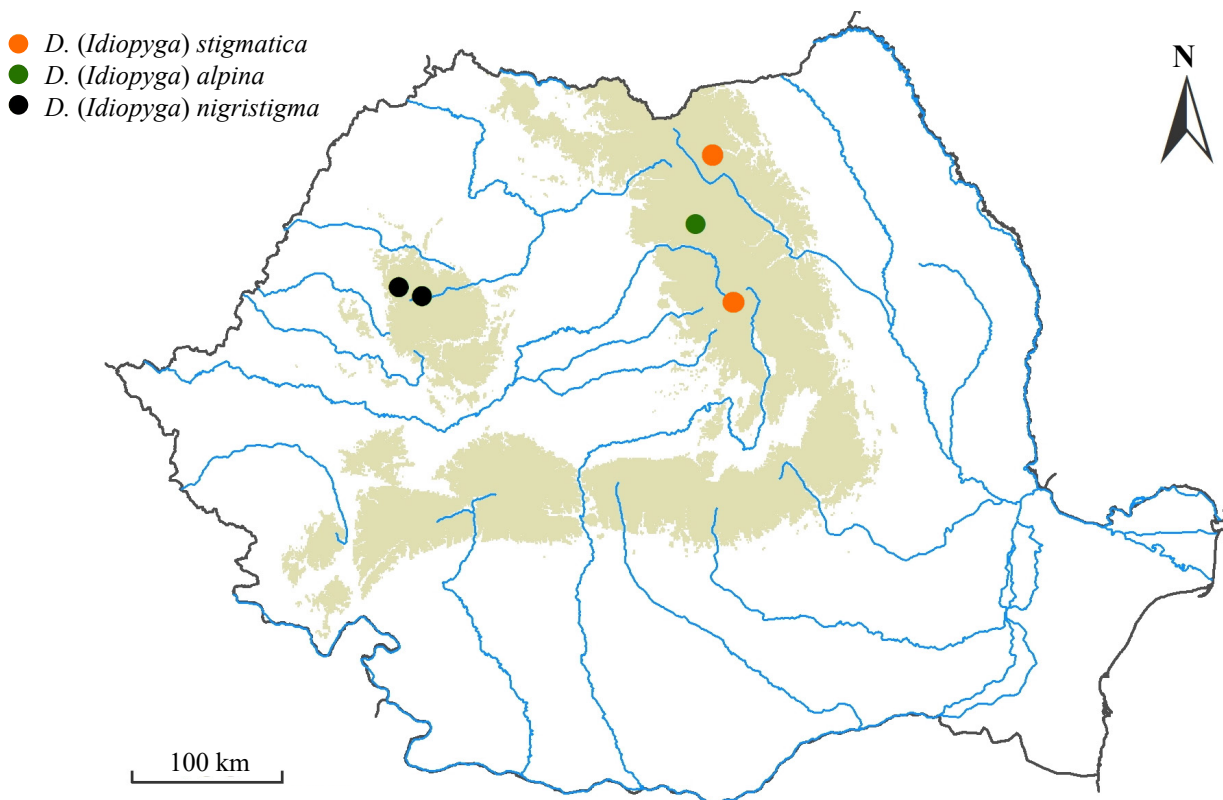 D. (Idiopyga) stigmatica
D. (Idiopyga) alpina
D. (Idiopyga) nigristigma
N
100 km